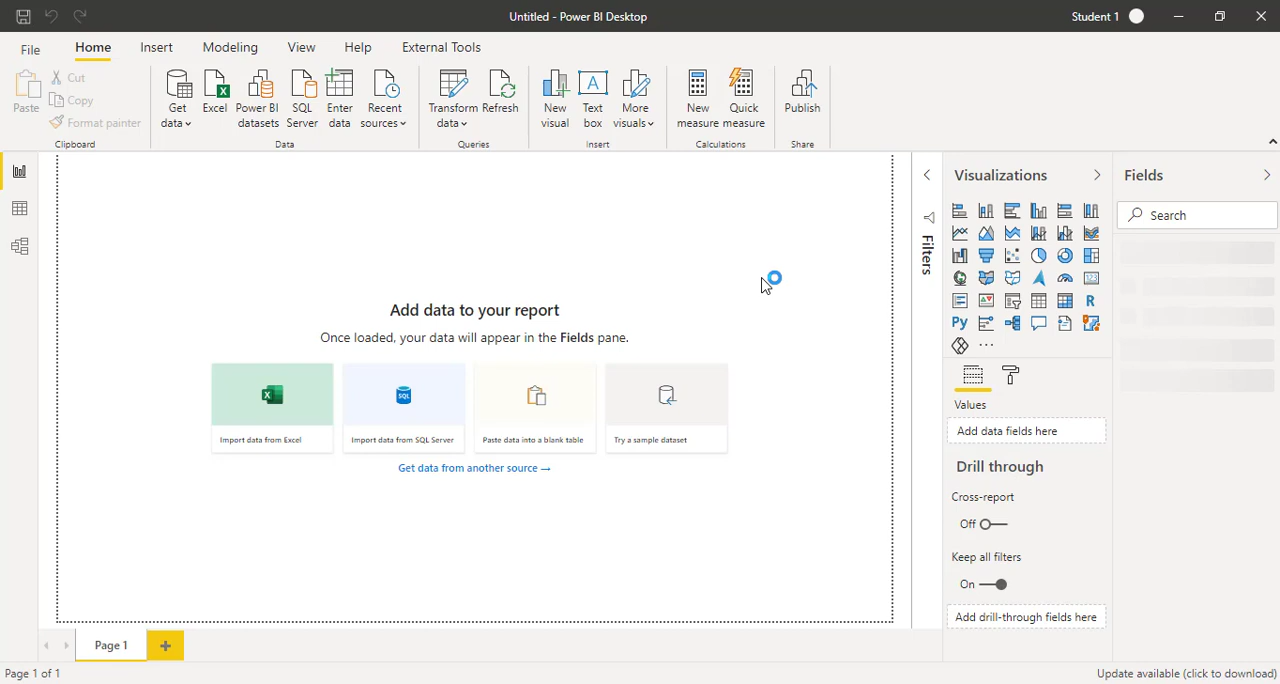 Untitled - Power BI Desktop
Student 1
File
Home
Insert
Modeling
View
Help
External Tools
Paste
Cut
Copy
Format painter
Clipboard
Get data
Excel
Power BI datasets
SQL Server
Enter data
Recent sources
Data
Transform data
Refresh
Queries
New visual
Text box
More visuals
Insert
New measure
Quick measure
Calculations
Publish
Share
Add data to your report
Once loaded, your data will appear in the Fields pane.
Import data from Excel
SQL
Import data from SQL Server
Paste data into a blank table
Try a sample dataset
Get data from another source →
Filters
Visualizations
123
R
Py
...
Values
Add data fields here
Drill through
Cross-report
Off
Keep all filters
On
Add drill-through fields here
Fields
Search
Page 1
+
Page 1 of 1
Update available (click to download)